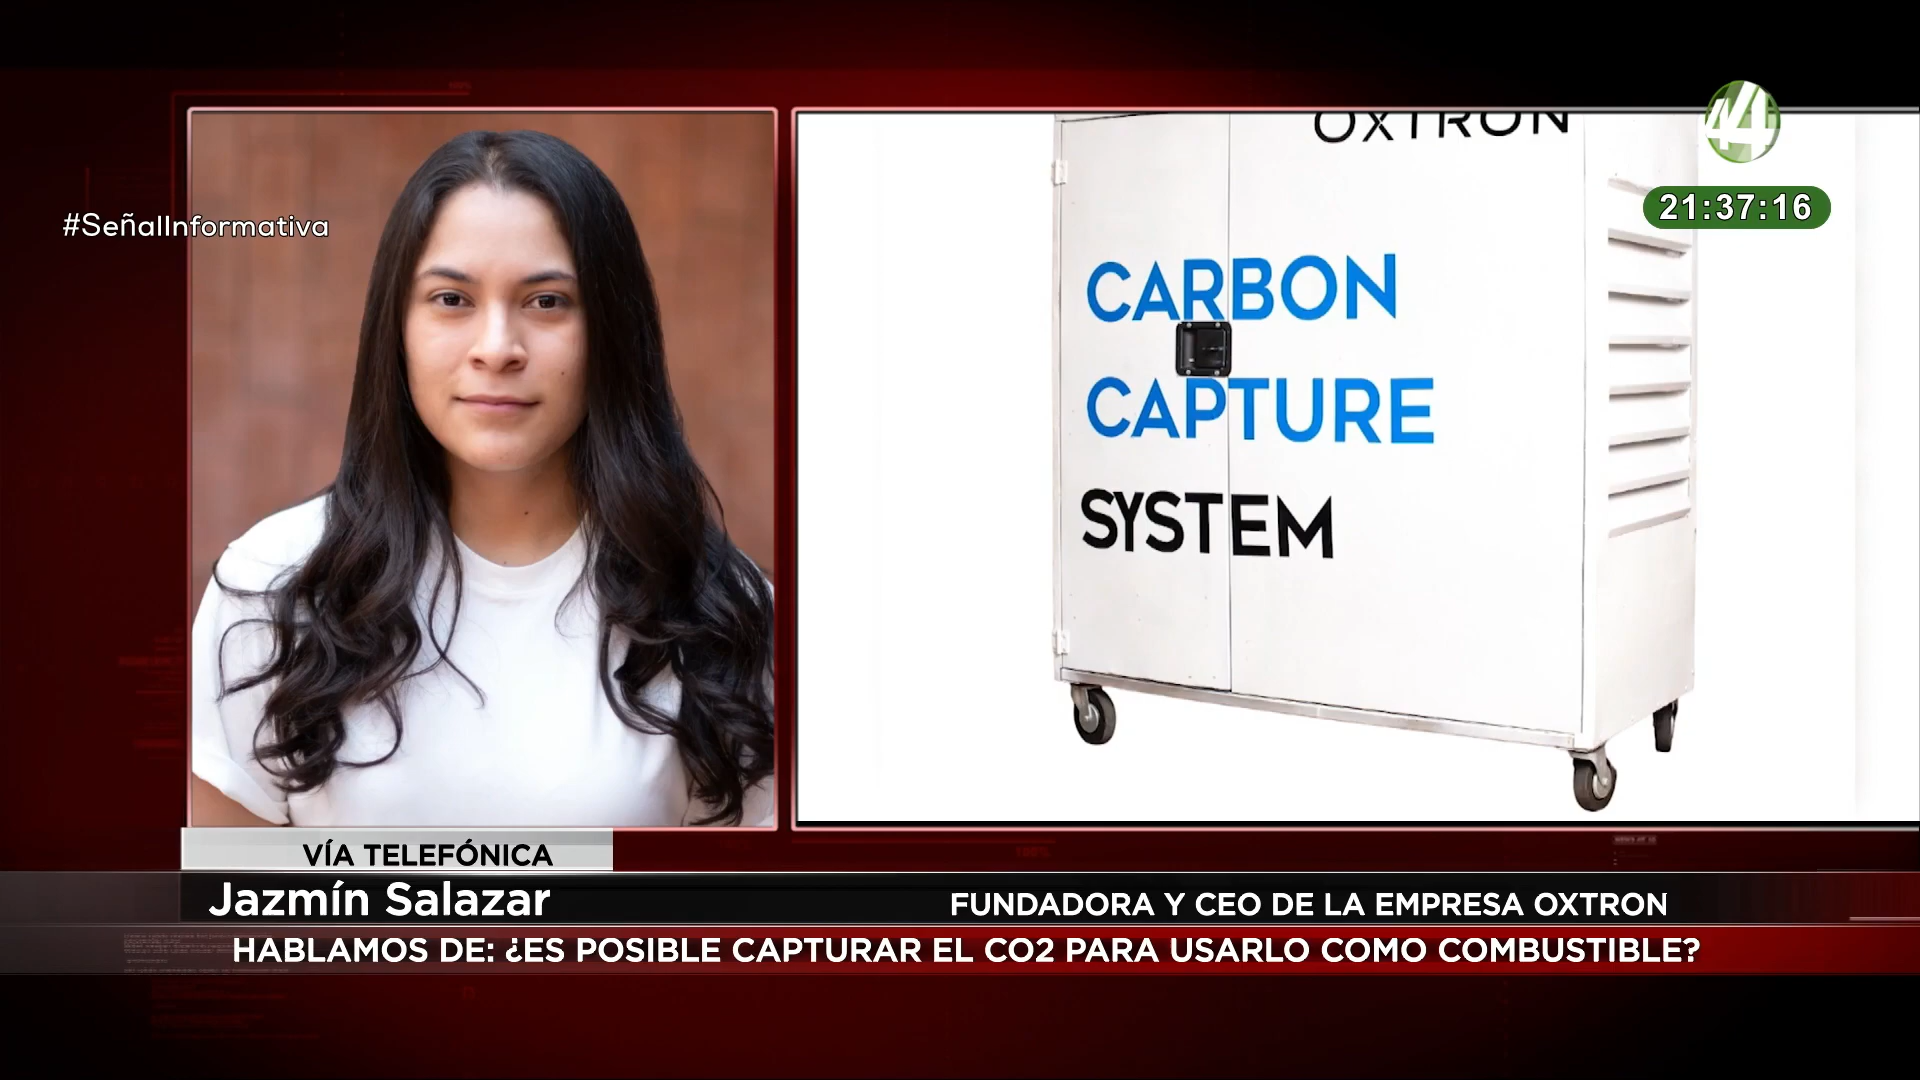 #SeñalInformativa
OXTRON
CARBON
CAPTURE
SYSTEM
44
21:37:16
VÍA TELEFÓNICA
Jazmín Salazar
FUNDADORA Y CEO DE LA EMPRESA OXTRON
HABLAMOS DE: ¿ES POSIBLE CAPTURAR EL CO2 PARA USARLO COMO COMBUSTIBLE?